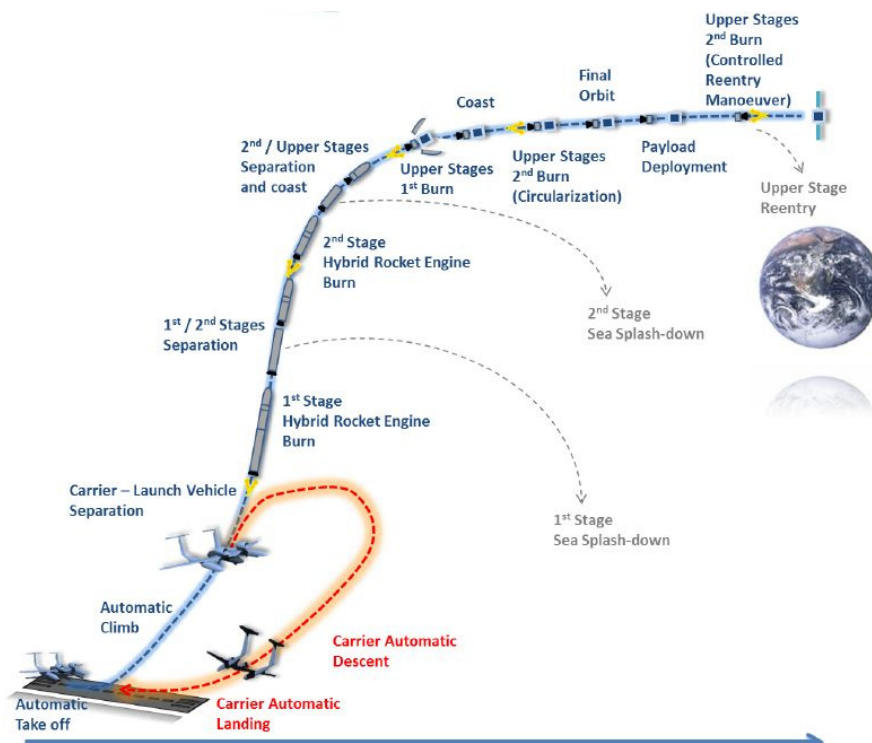 Upper Stages
2nd Burn
(Controlled
Reentry
Manoeuver)
Final
Orbit
Coast
2nd / Upper Stages
Separation
and coast
Upper Stages
1st Burn
Upper Stages
2nd Burn
(Circularization)
Payload
Deployment
Upper Stage
Reentry
2nd Stage
Hybrid Rocket Engine
Burn
2nd Stage
Sea Splash-down
1st / 2nd Stages
Separation
1st Stage
Hybrid Rocket Engine
Burn
Carrier – Launch Vehicle
Separation
1st Stage
Sea Splash-down
Automatic
Climb
Carrier Automatic
Descent
Automatic
Take off
Carrier Automatic
Landing